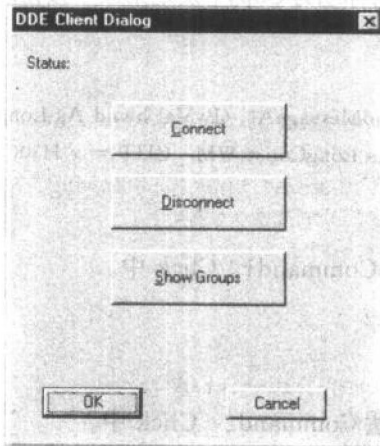 DDE Client Dialog
Status:
Connect
Disconnect
Show Groups
OK
Cancel